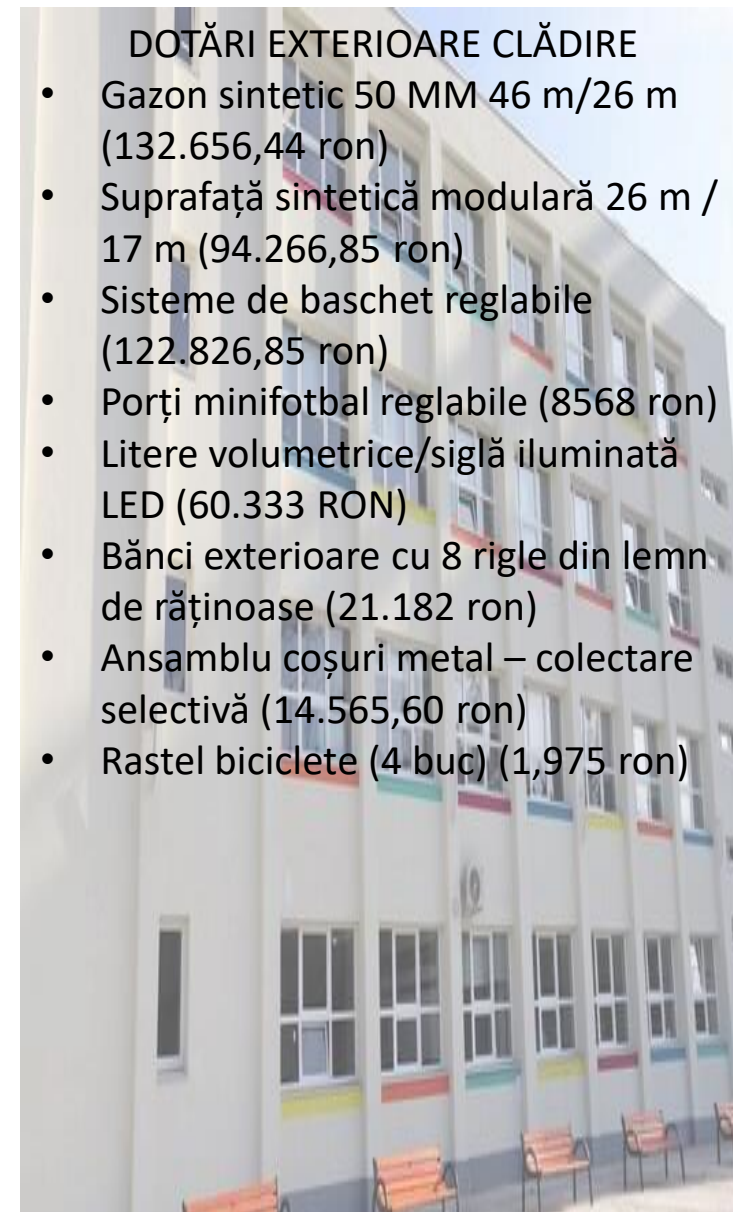 DOTĂRI EXTERIOARE CLĂDIRE
• Gazon sintetic 50 MM 46 m/26 m
(132.656,44 ron)
• Suprafață sintetică modulară 26 m /
17 m (94.266,85 ron)
• Sisteme de baschet reglabile
(122.826,85 ron)
• Porți minifotbal reglabile (8568 ron)
• Litere volumetrice/siglă iluminată
LED (60.333 RON)
• Bănci exterioare cu 8 rigle din lemn
de răținoase (21.182 ron)
• Ansamblu coșuri metal – colectare
selectivă (14.565,60 ron)
• Rastel biciclete (4 buc) (1,975 ron)